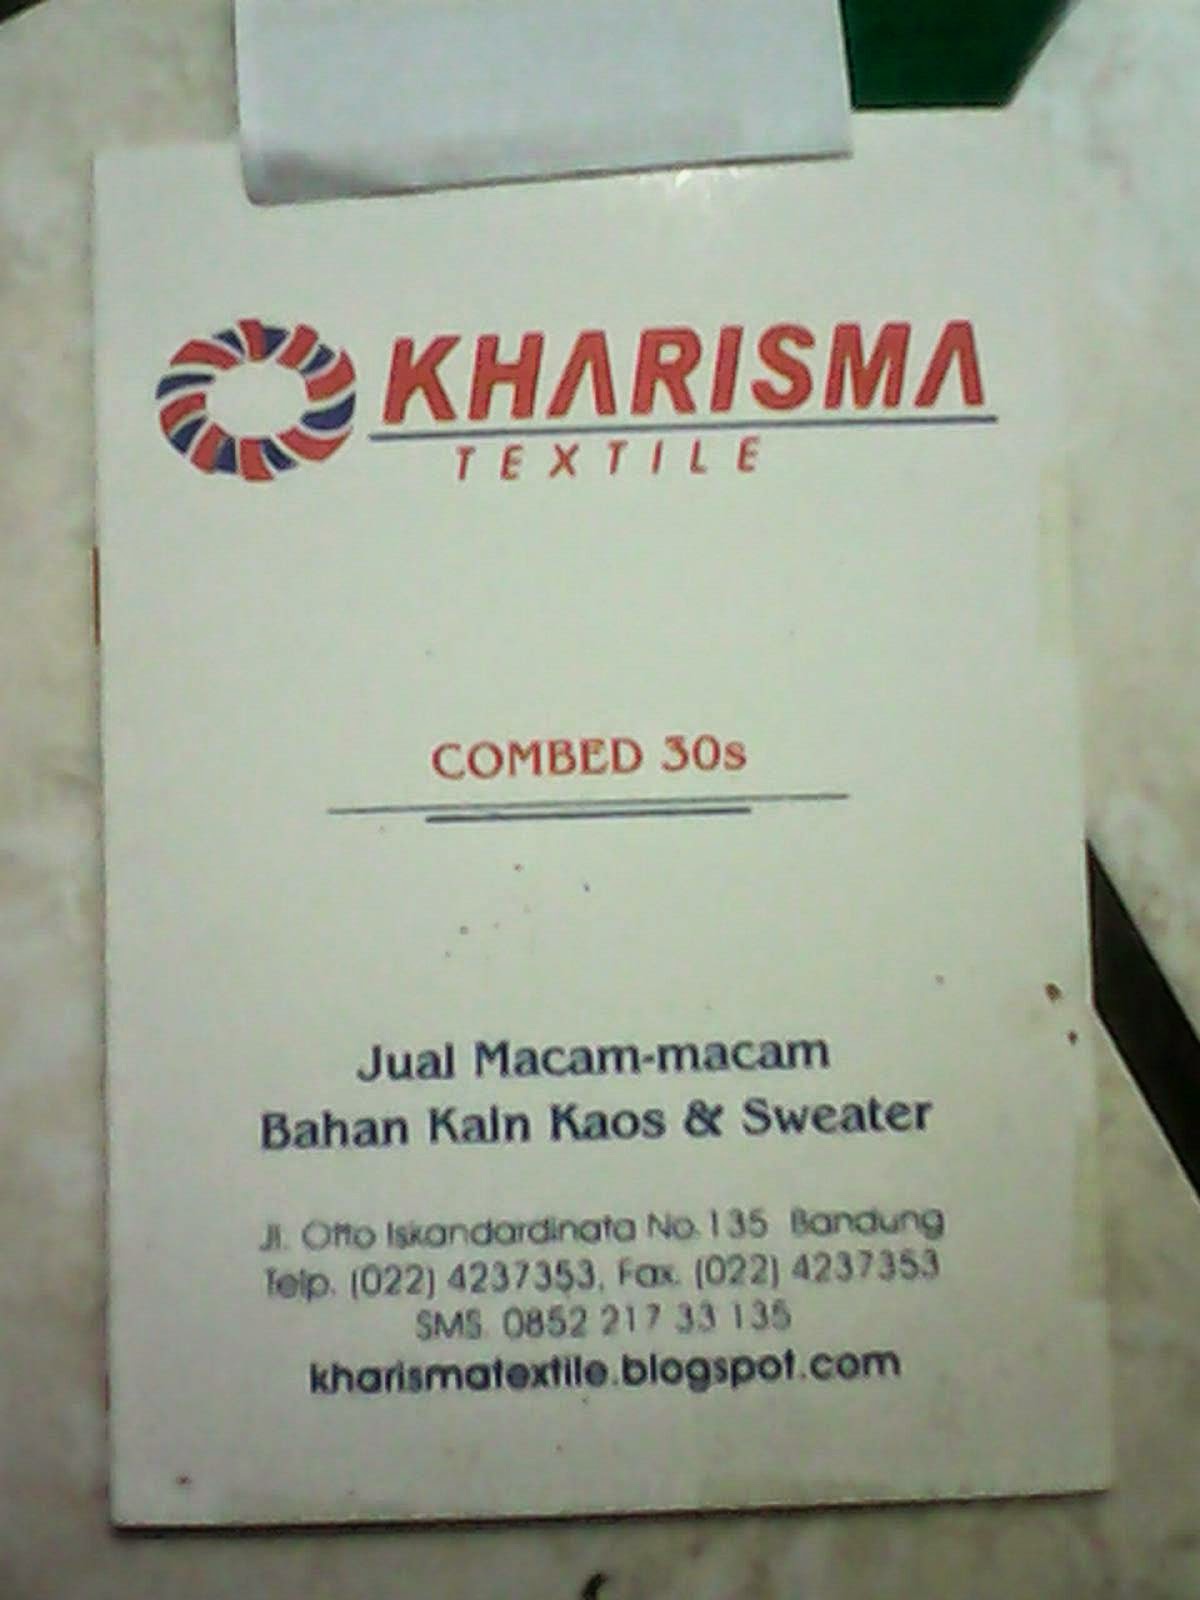 KHARISMA
TEXTILE
COMBED 30s
Jual Macam-macam
Bahan Kain Kaos & Sweater
Jl. Otto Iskandardinata No.135 Bandung
Telp. (022) 4237353, Fax. (022) 4237353
SMS. 0852 217 33 135
kharismatextile.blogspot.com